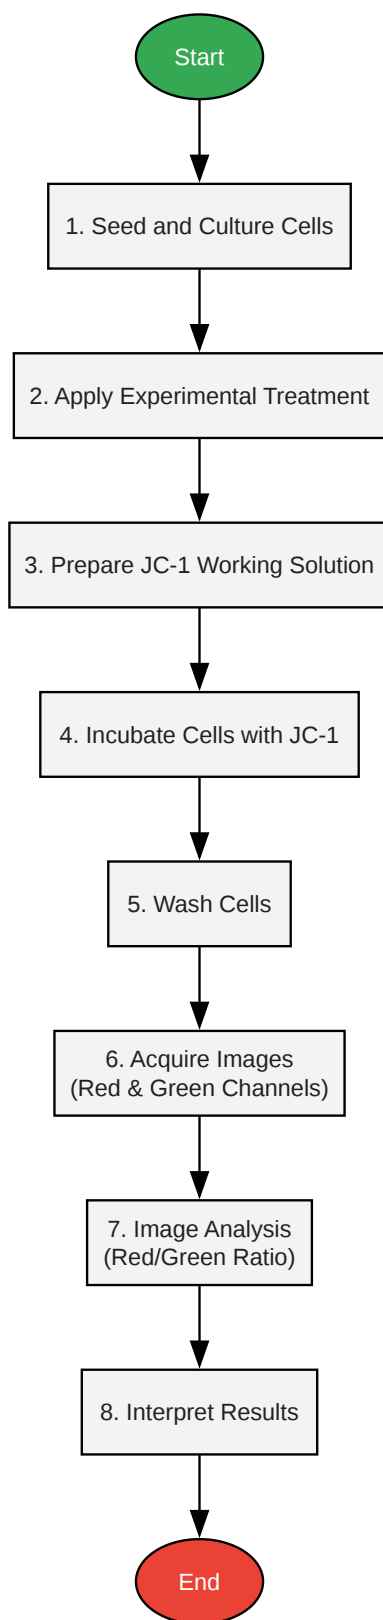 Start
1. Seed and Culture Cells
2. Apply Experimental Treatment
3. Prepare JC-1 Working Solution
4. Incubate Cells with JC-1
5. Wash Cells
6. Acquire Images
(Red & Green Channels)
7. Image Analysis
(Red/Green Ratio)
8. Interpret Results
End